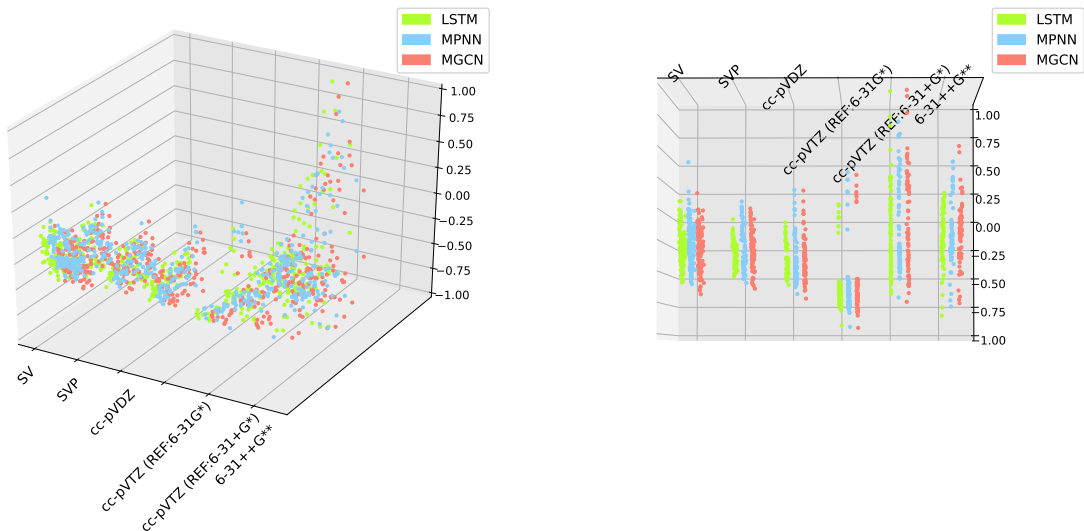 LSTM
MPNN
MGCN
1.00
0.75
0.50
0.25
0.00
−0.25
−0.50
−0.75
−1.00
SV
SVP
cc-pVDZ
cc-pVTZ (REF:6-31G*)
cc-pVTZ (REF:6-31+G*)
6-31++G**
LSTM
MPNN
MGCN
SV
SVP
cc-pVDZ
cc-pVTZ (REF:6-31G*)
cc-pVTZ (REF:6-31+G*)
6-31++G**
1.00
0.75
0.50
0.25
0.00
−0.25
−0.50
−0.75
−1.00